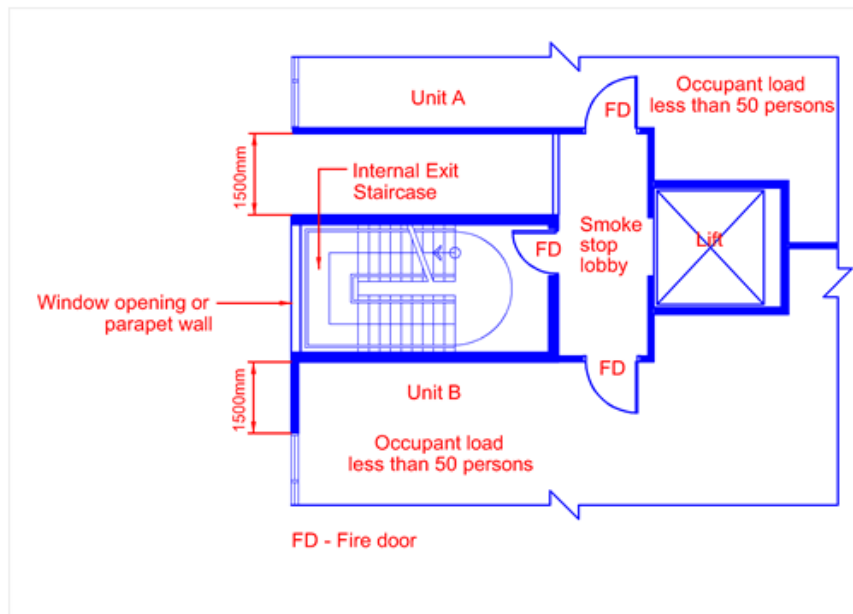 Unit A
Occupant load
less than 50 persons
FD
1500mm
Internal Exit
Staircase
Smoke
stop
lobby
Lift
FD
Window opening or
parapet wall
FD
1500mm
Unit B
Occupant load
less than 50 persons
FD - Fire door